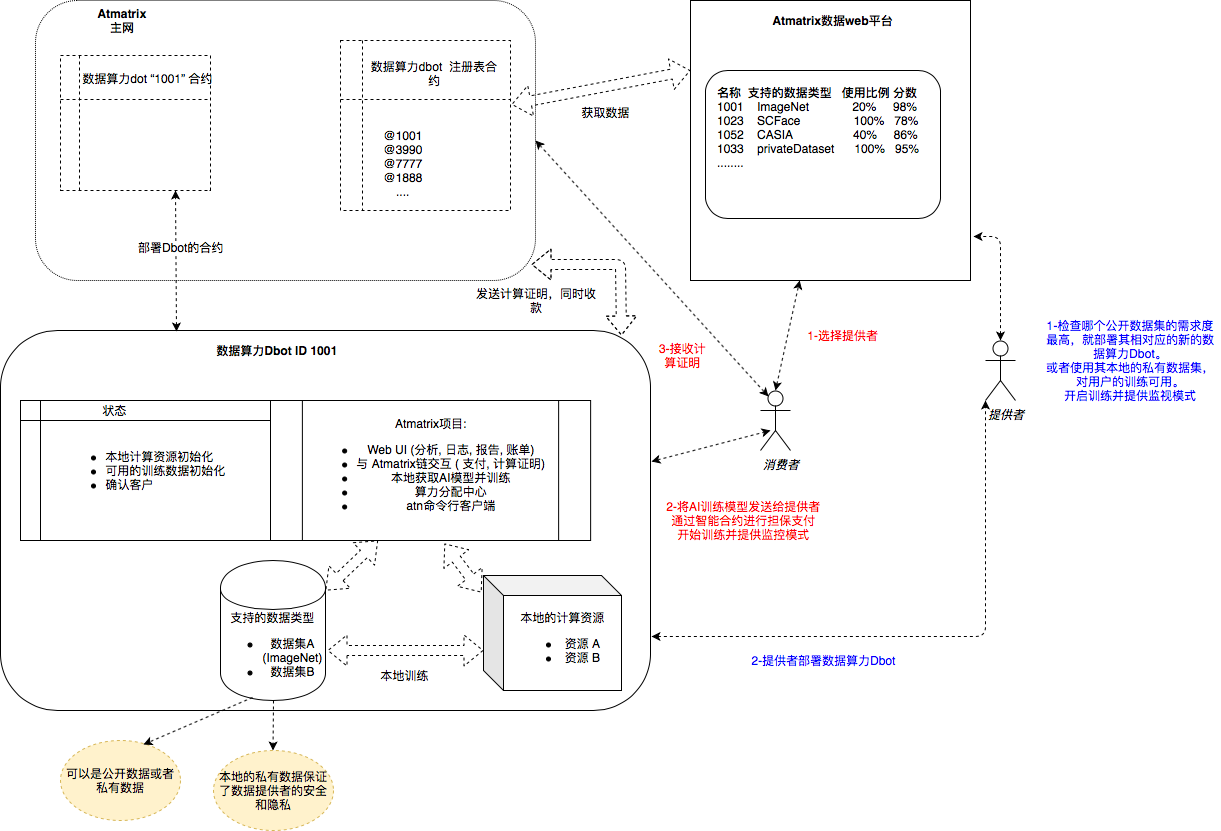 Atmatrix
主网
数据算力dot “1001” 合约
数据算力dbot 注册表合
约
@1001
@3990
@7777
@1888
....
获取数据
Atmatrix数据web平台
名称 支持的数据类型 使用比例 分数
1001 ImageNet 20% 98%
1023 SCFace 100% 78%
1052 CASIA 40% 86%
1033 privateDataset 100% 95%
........
部署Dbot的合约
发送计算证明，同时收
款
1-选择提供者
3-接收计
算证明
1-检查哪个公开数据集的需求度
最高，就部署其相对应的新的数
据算力Dbot。
或者使用其本地的私有数据集，
对用户的训练可用。
开启训练并提供监视模式
提供者
消费者
2-将AI训练模型发送给提供者
通过智能合约进行担保支付
开始训练并提供监控模式
2-提供者部署数据算力Dbot
数据算力Dbot ID 1001
状态
• 本地计算资源初始化
• 可用的训练数据初始化
• 确认客户
Atmatrix项目:
• Web UI (分析, 日志, 报告, 账单)
• 与 Atmatrix链交互 ( 支付, 计算证明)
• 本地获取AI模型并训练
• 算力分配中心
• atn命令行客户端
支持的数据类型
• 数据集A
(ImageNet)
• 数据集B
本地训练
本地的计算资源
• 资源 A
• 资源 B
可以是公开数据或者
私有数据
本地的私有数据保证
了数据提供者的安全
和隐私